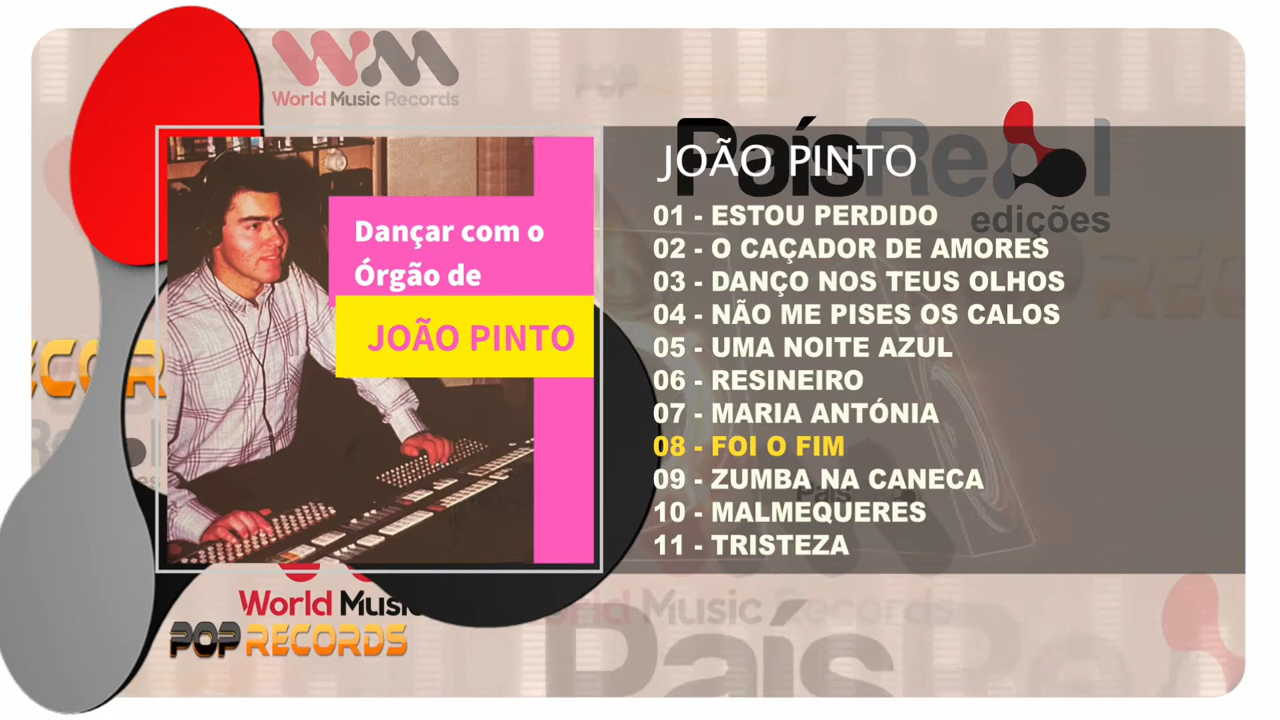 World Music Records
POP
PaísReal
edições
JOÃO PINTO
01 - ESTOU PERDIDO
02 - O CAÇADOR DE AMORES
03 - DANÇO NOS TEUS OLHOS
04 - NÃO ME PISES OS CALOS
05 - UMA NOITE AZUL
06 - RESINEIRO
07 - MARIA ANTÓNIA
08 - FOI O FIM
09 - ZUMBA NA CANECA
10 - MALMEQUERES
11 - TRISTEZA
Dançar com o
Órgão de
JOÃO PINTO
World Music
POP RECORDS
World Music Records
País Re